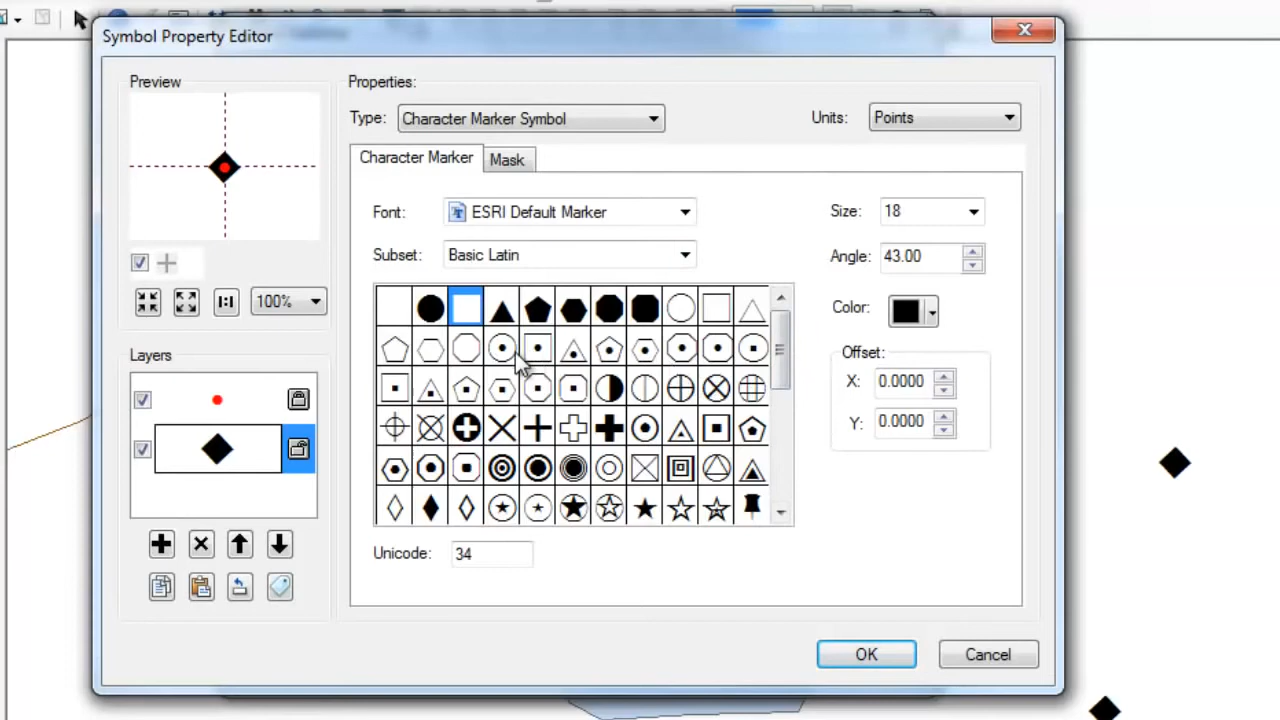 Symbol Property Editor
Preview
Properties:
Type: Character Marker Symbol
Units: Points
Character Marker
Mask
Font: ESRI Default Marker
Size: 18
Subset: Basic Latin
Angle: 43.00
100%
Color:
Layers
Offset:
X: 0.0000
Y: 0.0000
Unicode: 34
OK
Cancel